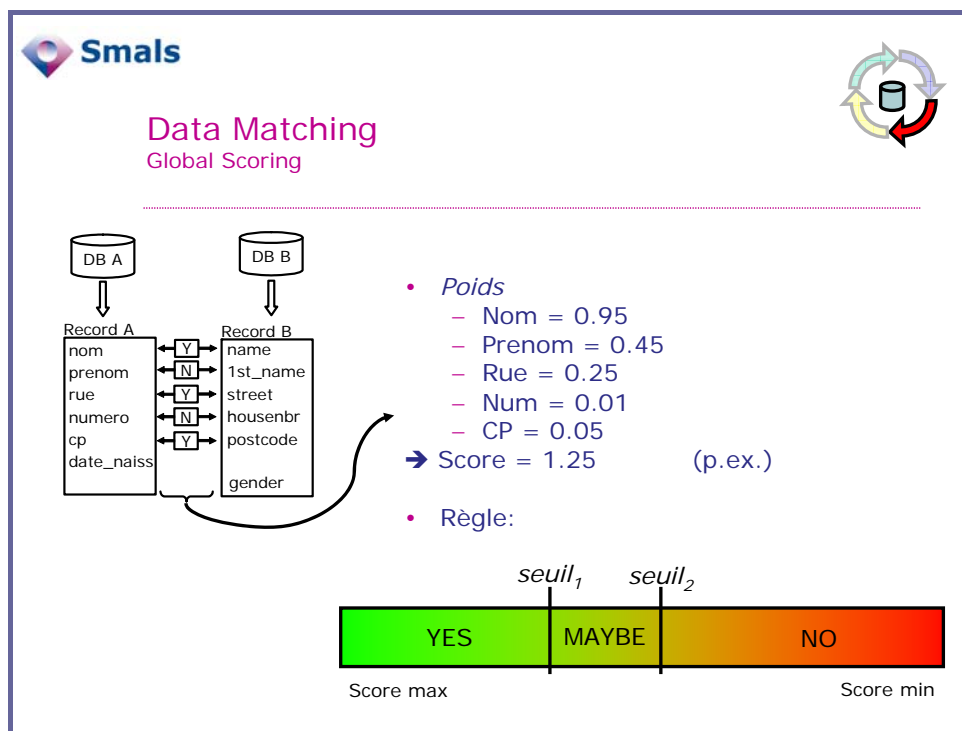 Smals
Data Matching
Global Scoring
DB A
DB B
Record A
Record B
nom
Y
name
prenom
N
1st_name
rue
Y
street
numero
N
housenbr
cp
Y
postcode
date_naiss
gender
• Poids
– Nom = 0.95
– Prenom = 0.45
– Rue = 0.25
– Num = 0.01
– CP = 0.05
➔ Score = 1.25 (p.ex.)
• Règle:
seuil1 seuil2
YES MAYBE NO
Score max Score min